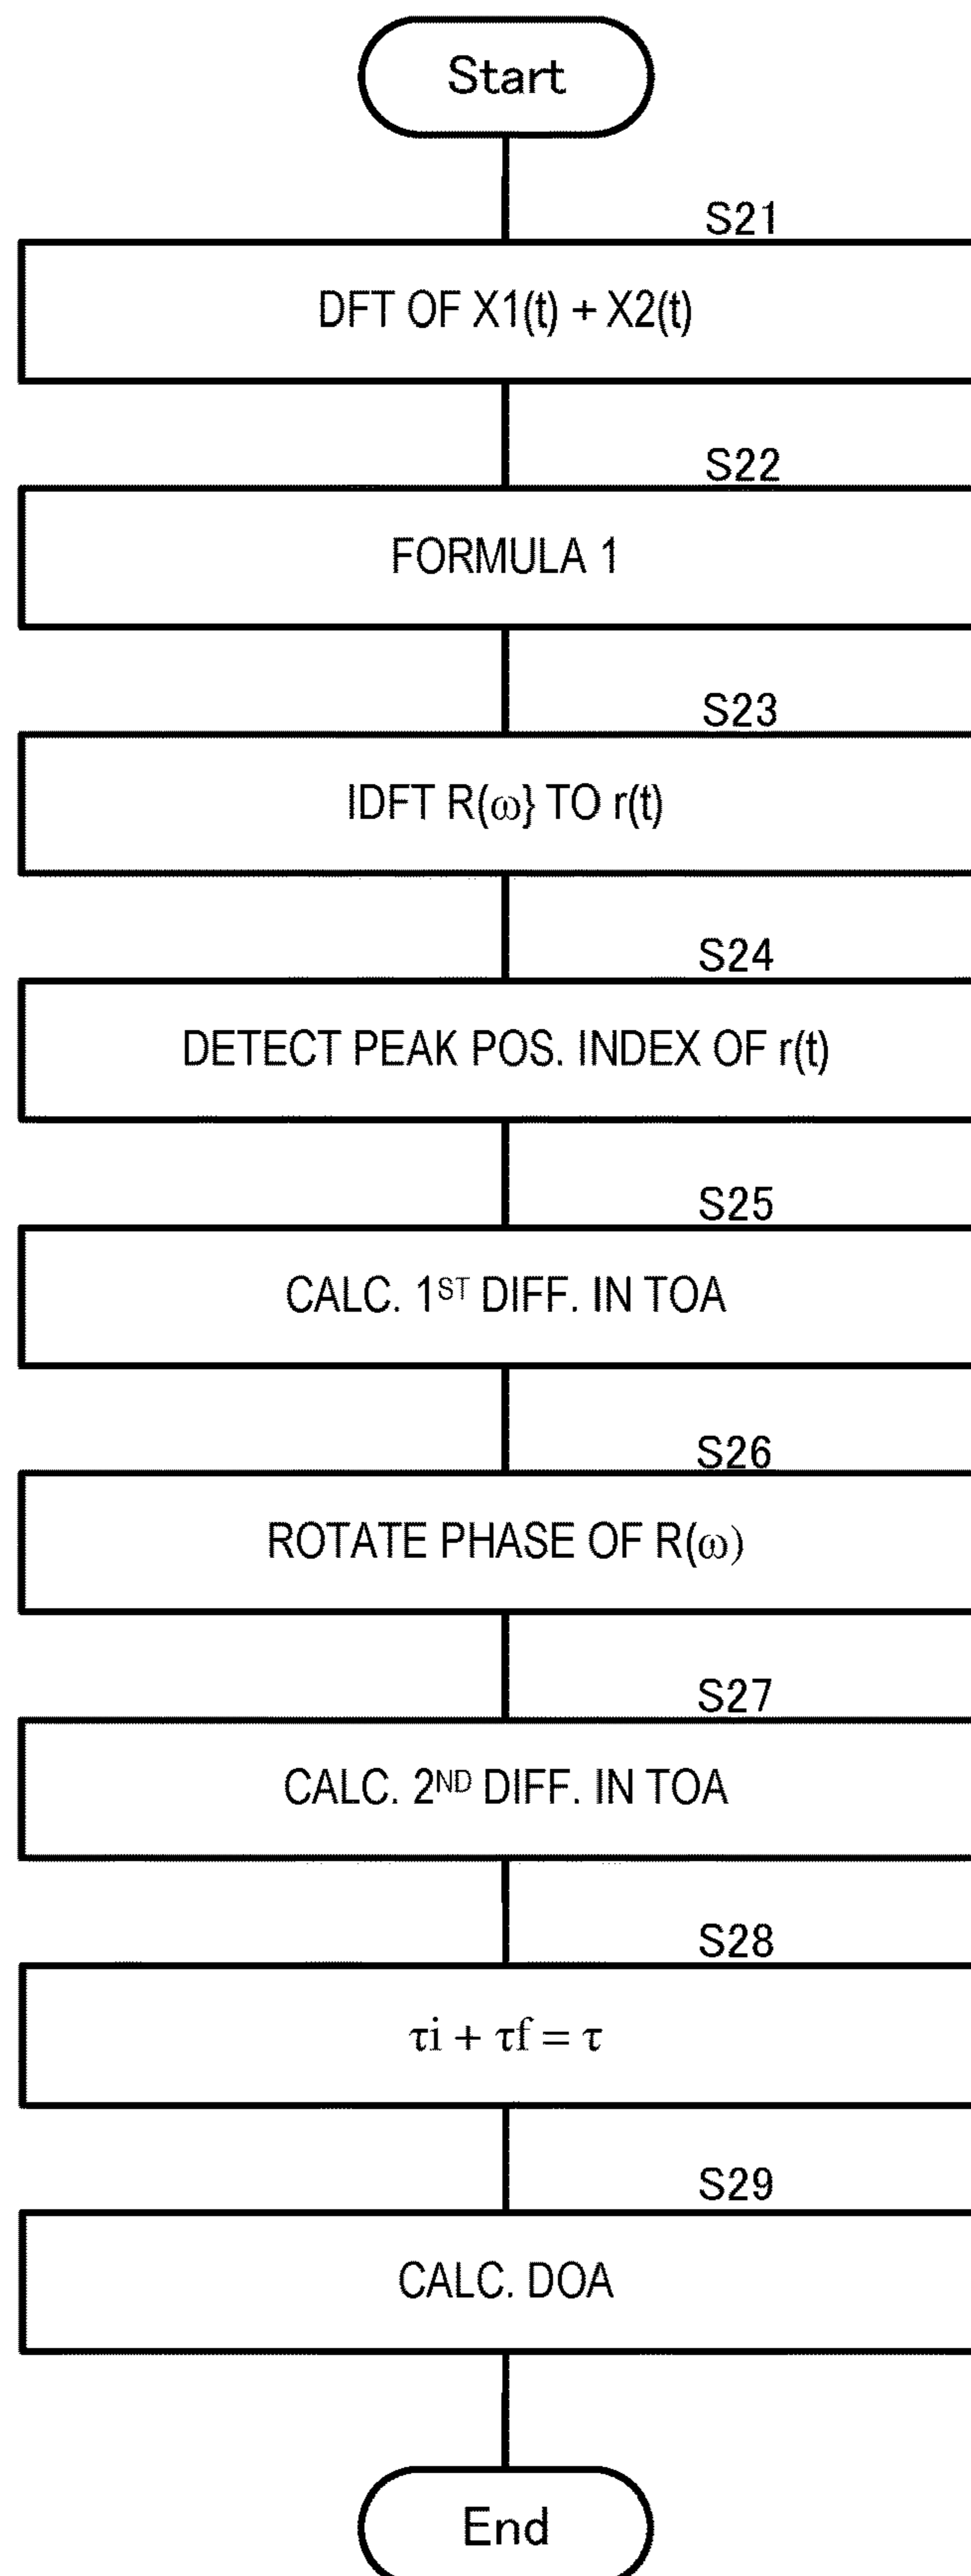 Start
S21
DFT OF X1(t) + X2(t)
S22
FORMULA 1
S23
IDFT R(ω} TO r(t)
S24
DETECT PEAK POS. INDEX OF r(t)
S25
CALC. 1ST DIFF. IN TOA
S26
ROTATE PHASE OF R(ω)
S27
CALC. 2ND DIFF. IN TOA
S28
τi + τf = τ
S29
CALC. DOA
End